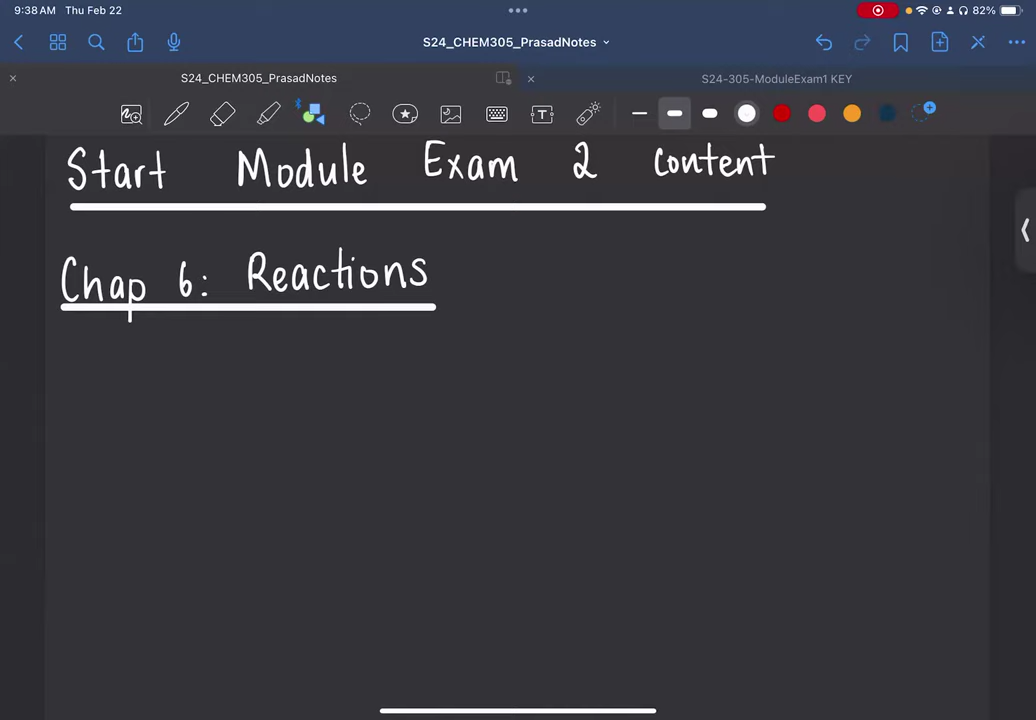 9:38 AM Thu Feb 22
82%
S24_CHEM305_PrasadNotes
S24_CHEM305_PrasadNotes
S24-305-ModuleExam1 KEY
Start Module Exam 2 Content
Chap 6: Reactions